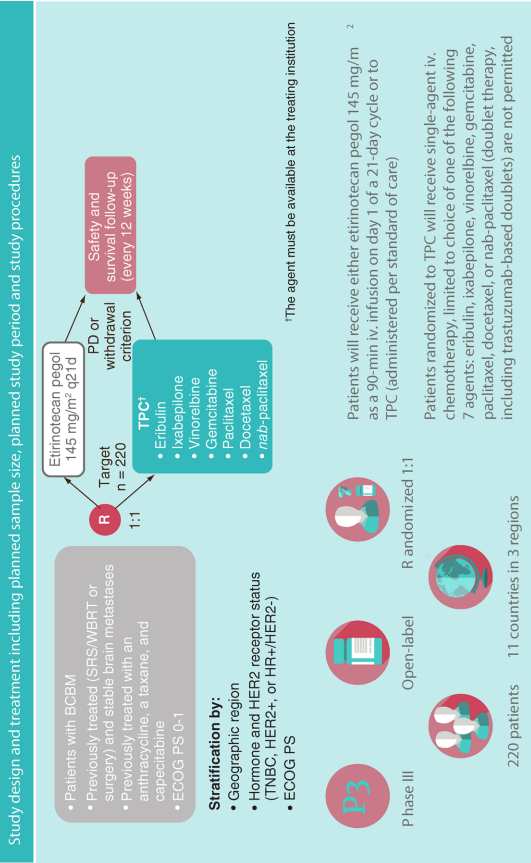 Study design and treatment including planned sample size, planned study period and study procedures
• Patients with BCBM
• Previously treated (SRS/WBRT or
surgery) and stable brain metastases
• Previously treated with an
anthracycline, a taxane, and
capecitabine
• ECOG PS 0-1
R
1:1
Target
n = 220
Etirinotecan pegol
145 mg/m² q21d
PD or
withdrawal
criterion
TPC†
• Eribulin
• Ixabepilone
• Vinorelbine
• Gemcitabine
• Paclitaxel
• Docetaxel
• nab-paclitaxel
Safety and
survival follow-up
(every 12 weeks)
Stratification by:
• Geographic region
• Hormone and HER2 receptor status
(TNBC, HER2+, or HR+/HER2-)
• ECOG PS
†The agent must be available at the treating institution
P3
Phase III
Open-label
R andomized 1:1
220 patients
11 countries in 3 regions
Patients will receive either etirinotecan pegol 145 mg/m 2
as a 90-min iv. infusion on day 1 of a 21-day cycle or to
TPC (administered per standard of care)
Patients randomized to TPC will receive single-agent iv.
chemotherapy, limited to choice of one of the following
7 agents: eribulin, ixabepilone, vinorelbine, gemcitabine,
paclitaxel, docetaxel, or nab-paclitaxel (doublet therapy,
including trastuzumab-based doublets) are not permitted